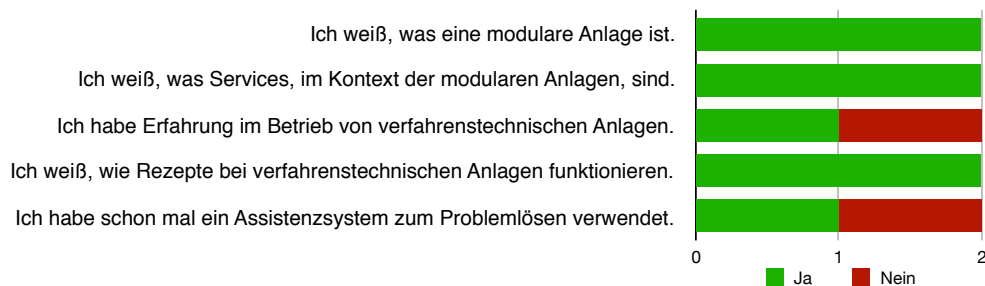 Ich weiß, was eine modulare Anlage ist.
Ich weiß, was Services, im Kontext der modularen Anlagen, sind.
Ich habe Erfahrung im Betrieb von verfahrenstechnischen Anlagen.
Ich weiß, wie Rezepte bei verfahrenstechnischen Anlagen funktionieren.
Ich habe schon mal ein Assistenzsystem zum Problemlösen verwendet.
0 1 2
Ja Nein